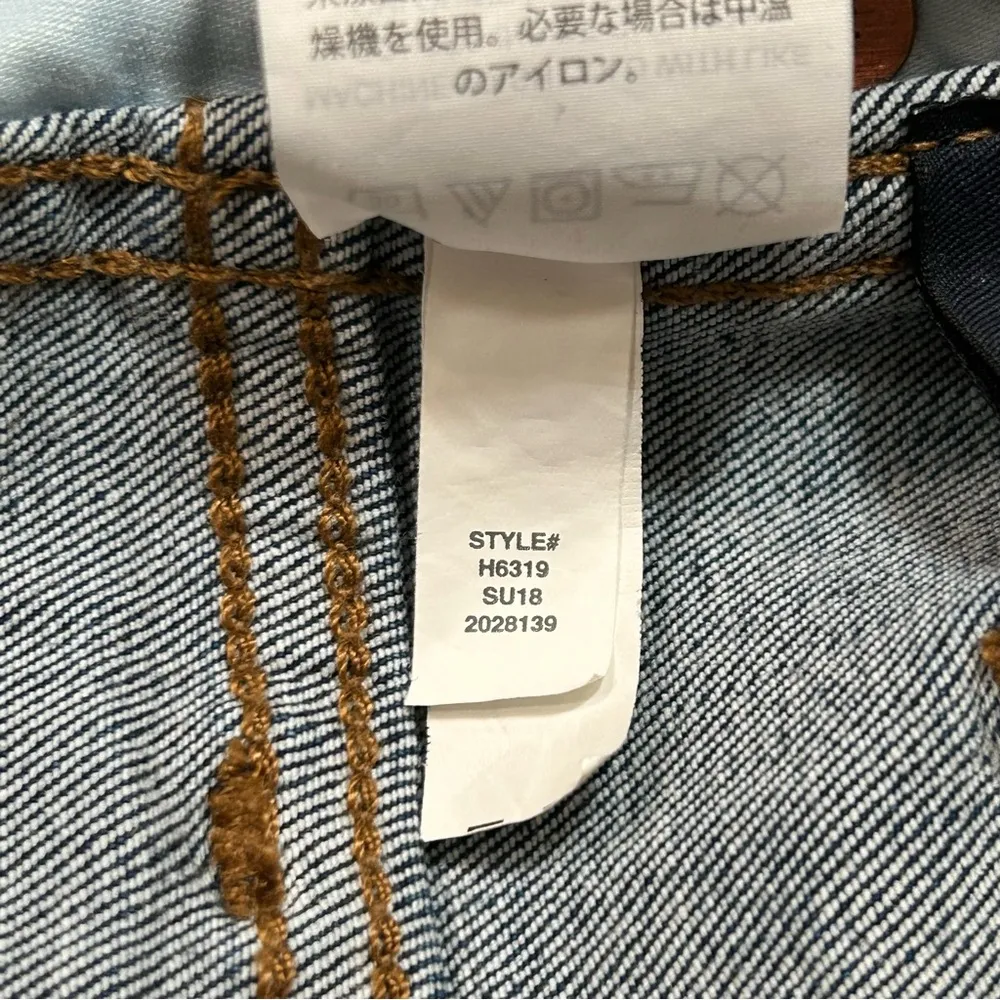 燥機を使用。必要な場合は中温
のアイロン。
STYLE#
H6319
SU18
2028139